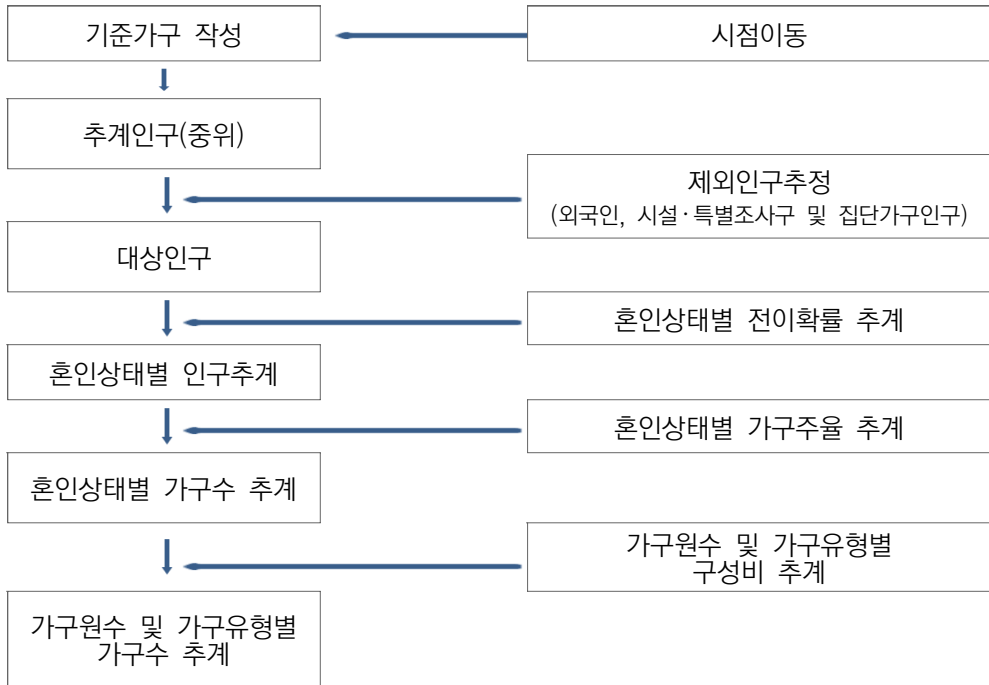 기준가구 작성
시점이동
추계인구(중위)
제외인구추정
(외국인, 시설·특별조사구 및 집단가구인구)
대상인구
혼인상태별 전이확률 추계
혼인상태별 인구추계
혼인상태별 가구주율 추계
혼인상태별 가구수 추계
가구원수 및 가구유형별
구성비 추계
가구원수 및 가구유형별
가구수 추계